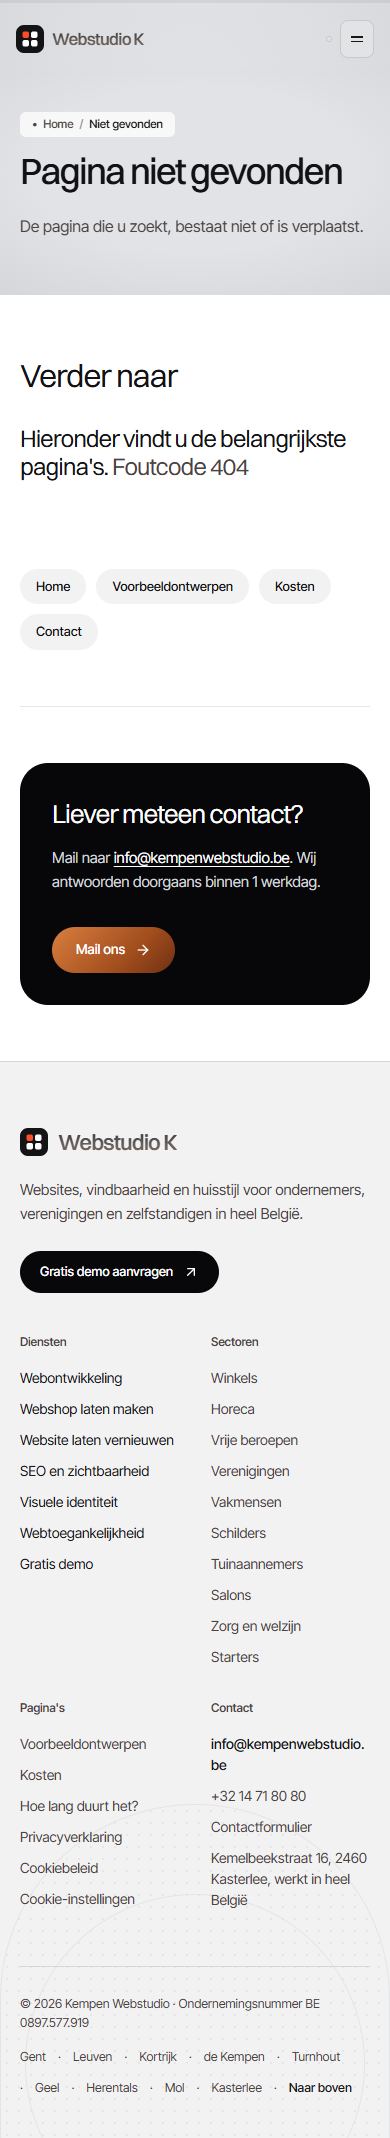 Webstudio K
• Home / Niet gevonden
Pagina niet gevonden
De pagina die u zoekt, bestaat niet of is verplaatst.
Verder naar
Hieronder vindt u de belangrijkste
pagina's. Foutcode 404
Home Voorbeeldontwerpen Kosten
Contact
Liever meteen contact?
Mail naar info@kempenwebstudio.be. Wij
antwoorden doorgaans binnen 1 werkdag.
Mail ons →
Webstudio K
Websites, vindbaarheid en huisstijl voor ondernemers,
verenigingen en zelfstandigen in heel België.
Gratis demo aanvragen ↗
Diensten
Webontwikkeling
Webshop laten maken
Website laten vernieuwen
SEO en zichtbaarheid
Visuele identiteit
Webtoegankelijkheid
Gratis demo
Sectoren
Winkels
Horeca
Vrije beroepen
Verenigingen
Vakmensen
Schilders
Tuinaannemers
Salons
Zorg en welzijn
Starters
Pagina's
Voorbeeldontwerpen
Kosten
Hoe lang duurt het?
Privacyverklaring
Cookiebeleid
Cookie-instellingen
Contact
info@kempenwebstudio.
be
+32 14 71 80 80
Contactformulier
Kemelbeekstraat 16, 2460
Kasterlee, werkt in heel
België
© 2026 Kempen Webstudio · Ondernemingsnummer BE
0897.577.919
Gent · Leuven · Kortrijk · de Kempen · Turnhout
· Geel · Herentals · Mol · Kasterlee · Naar boven